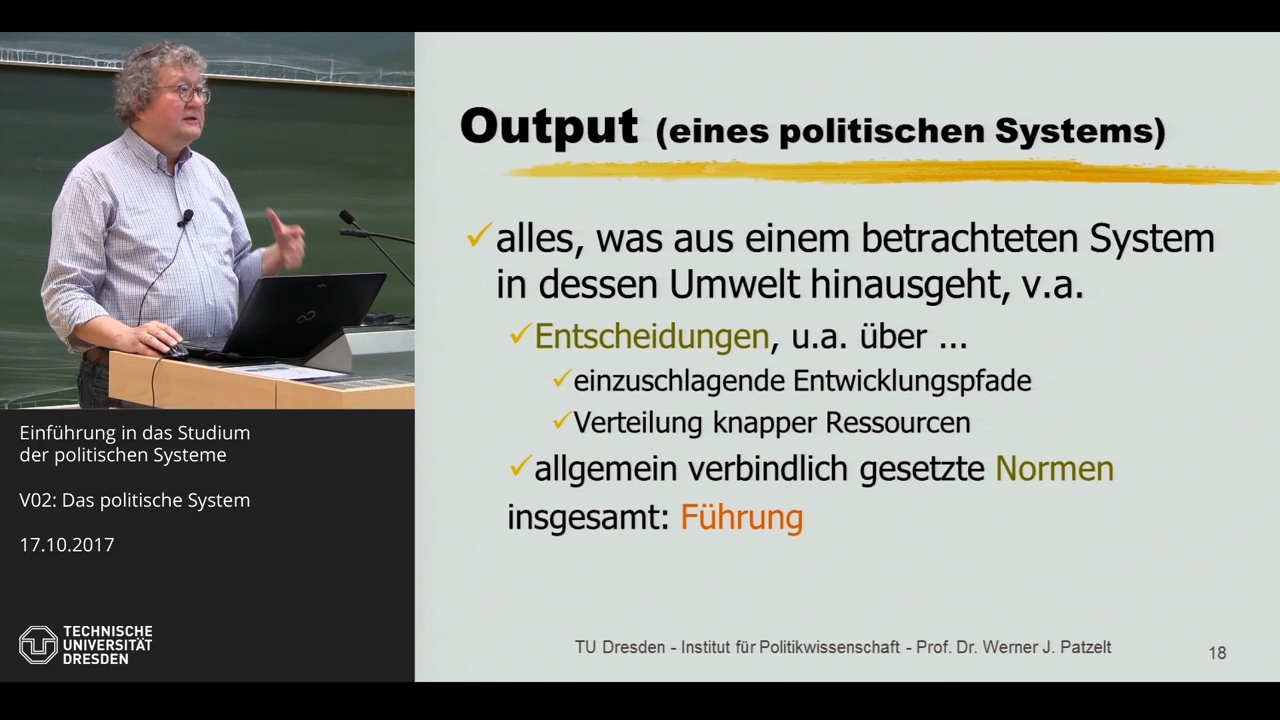 Output (eines politischen Systems)
✓alles, was aus einem betrachteten System
in dessen Umwelt hinausgeht, v.a.
✓Entscheidungen, u.a. über ...
✓einzuschlagende Entwicklungspfade
✓Verteilung knapper Ressourcen
✓allgemein verbindlich gesetzte Normen
insgesamt: Führung
TU Dresden - Institut für Politikwissenschaft - Prof. Dr. Werner J. Patzelt
18
Einführung in das Studium
der politischen Systeme
V02: Das politische System
17.10.2017
TECHNISCHE
UNIVERSITÄT
DRESDEN